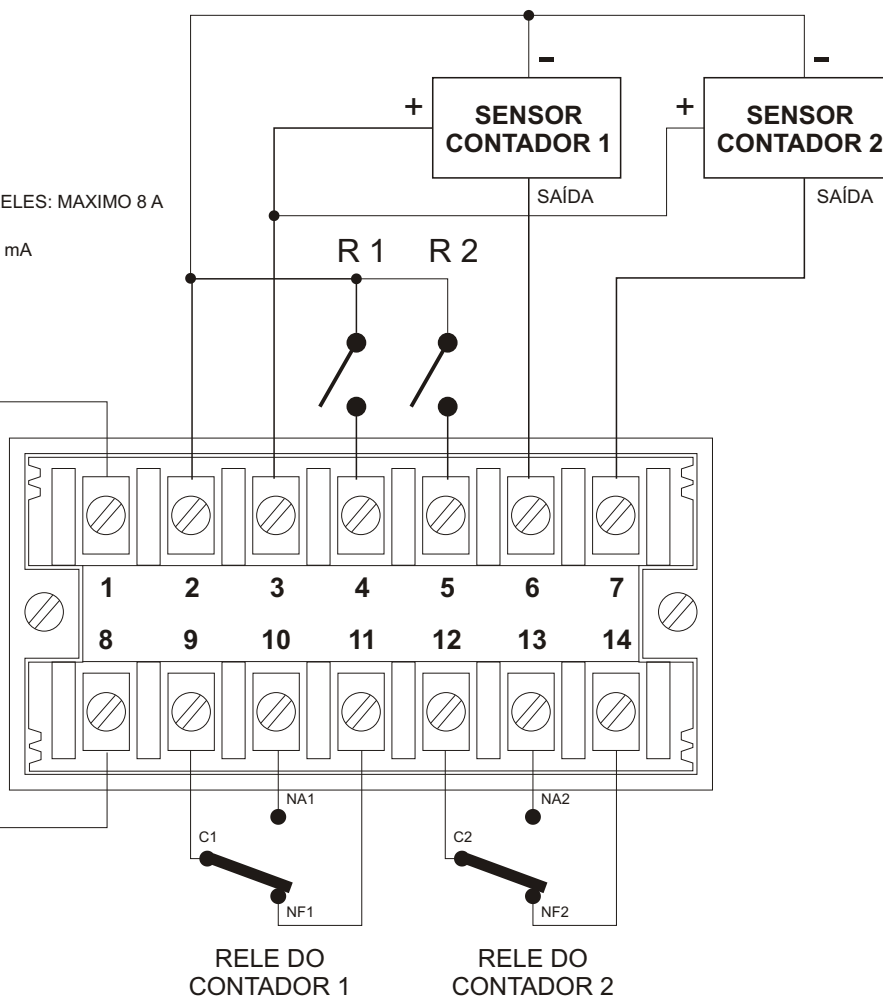 -
-
+
SENSOR
CONTADOR 1
+
SENSOR
CONTADOR 2
SAÍDA
SAÍDA
ELES: MAXIMO 8 A
mA
R 1
R 2
1 2 3 4 5 6 7
8 9 10 11 12 13 14
NA1
NA2
C1
C2
NF1
NF2
RELE DO
CONTADOR 1
RELE DO
CONTADOR 2